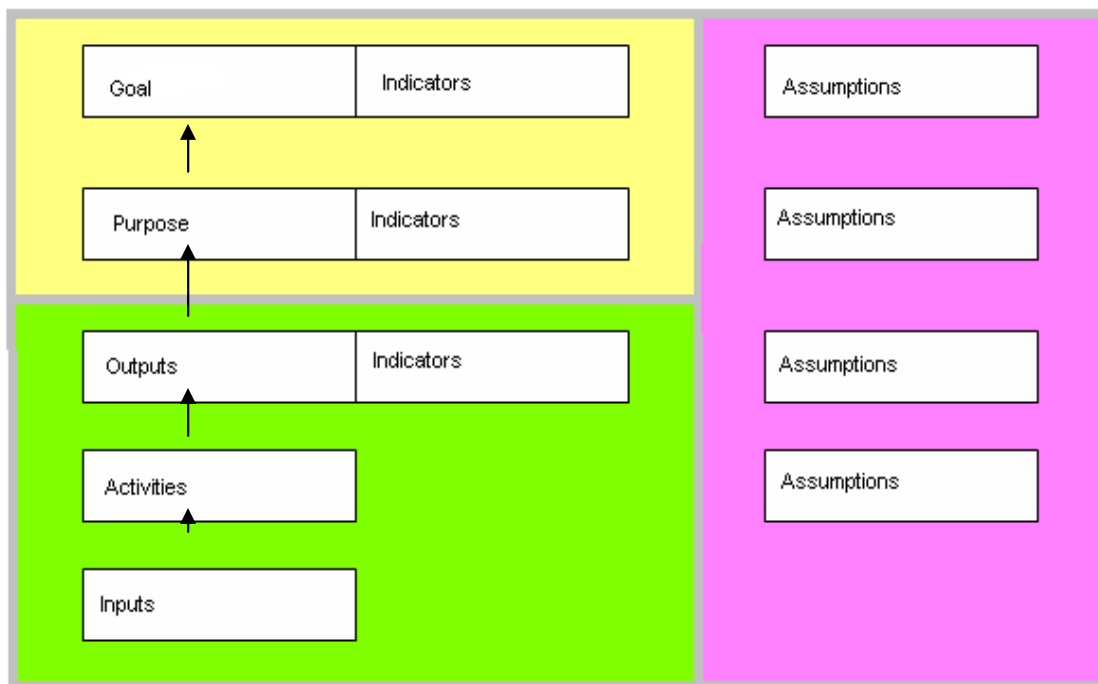 Goal Indicators Assumptions
Purpose Indicators Assumptions
Outputs Indicators Assumptions
Activities Assumptions
Inputs